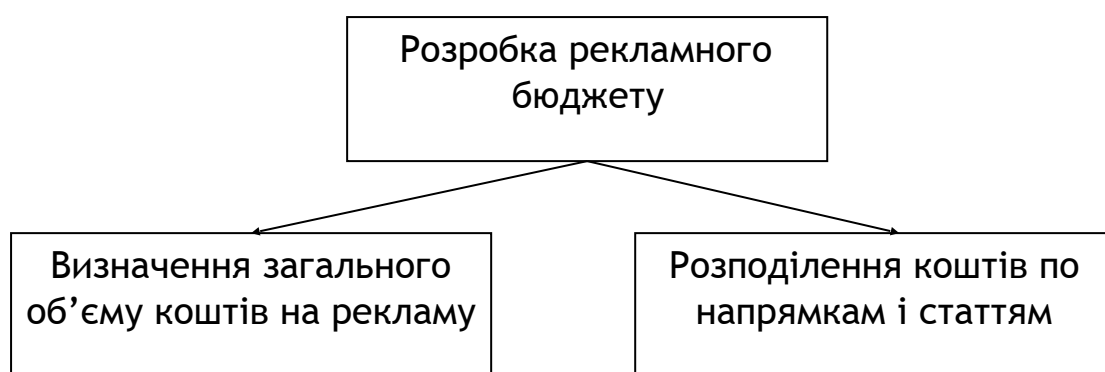 Розробка рекламного
бюджету
Визначення загального
об’єму коштів на рекламу
Розподілення коштів по
напрямкам і статтям